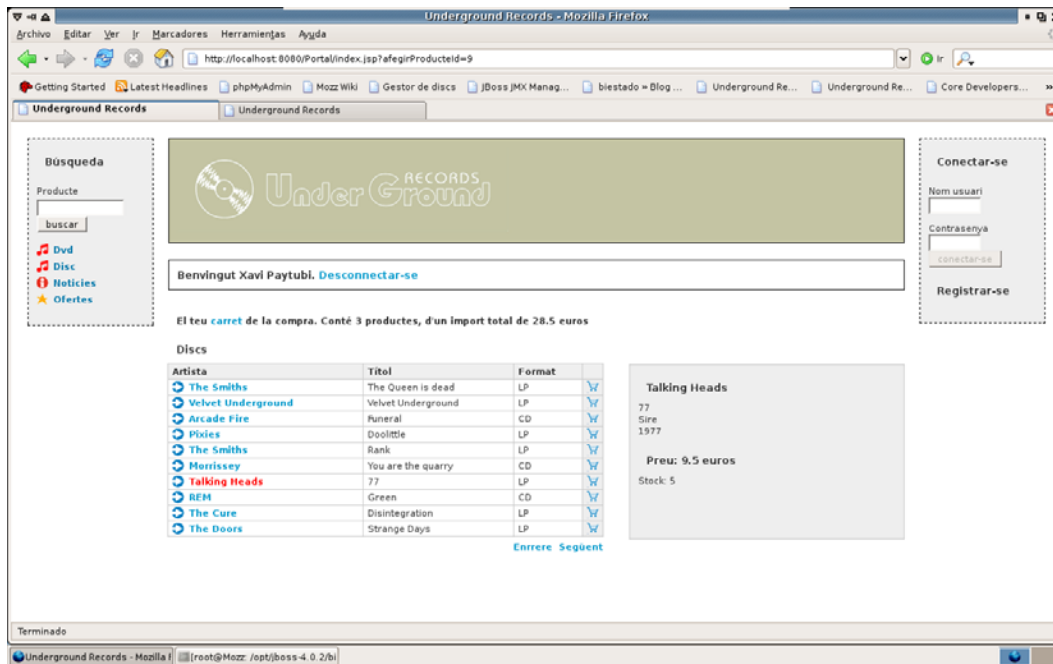 Underground Records - Mozilla Firefox
Archivo Editar Ver Ir Marcadores Herramientas Ayuda
http://localhost:8080/Portal/index.jsp?afegirProducteId=9
Ir
Getting Started Latest Headlines phpMyAdmin Mozz Wiki Gestor de discs JBoss JMX Manag... biestado = Blog ... Underground Re... Underground Re... Core Developers...
Underground Records
Underground Records
Búsqueda
Producte
buscar
Dvd
Disc
Noticies
Ofertes
UnderGround RECORDS
Conectar-se
Nom usuari
Contrasenya
conectar-se
Registrar-se
Benvingut Xavi Paytubi. Desconnectar-se
El teu carret de la compra. Conté 3 productes, d'un import total de 28.5 euros
Discs
Artista Títol Format
The Smiths The Queen is dead LP
Velvet Underground Velvet Underground LP
Arcade Fire Funeral CD
Pixies Doolittle LP
The Smiths Rank LP
Morrissey You are the quarry CD
Talking Heads 77 LP
REM Green CD
The Cure Disintegration LP
The Doors Strange Days LP
Enrrere Següent
Talking Heads
77
Sire
1977
Preu: 9.5 euros
Stock: 5
Terminado
Underground Records - Mozilla F
[root@Mozz: /opt/jboss-4.0.2/bi